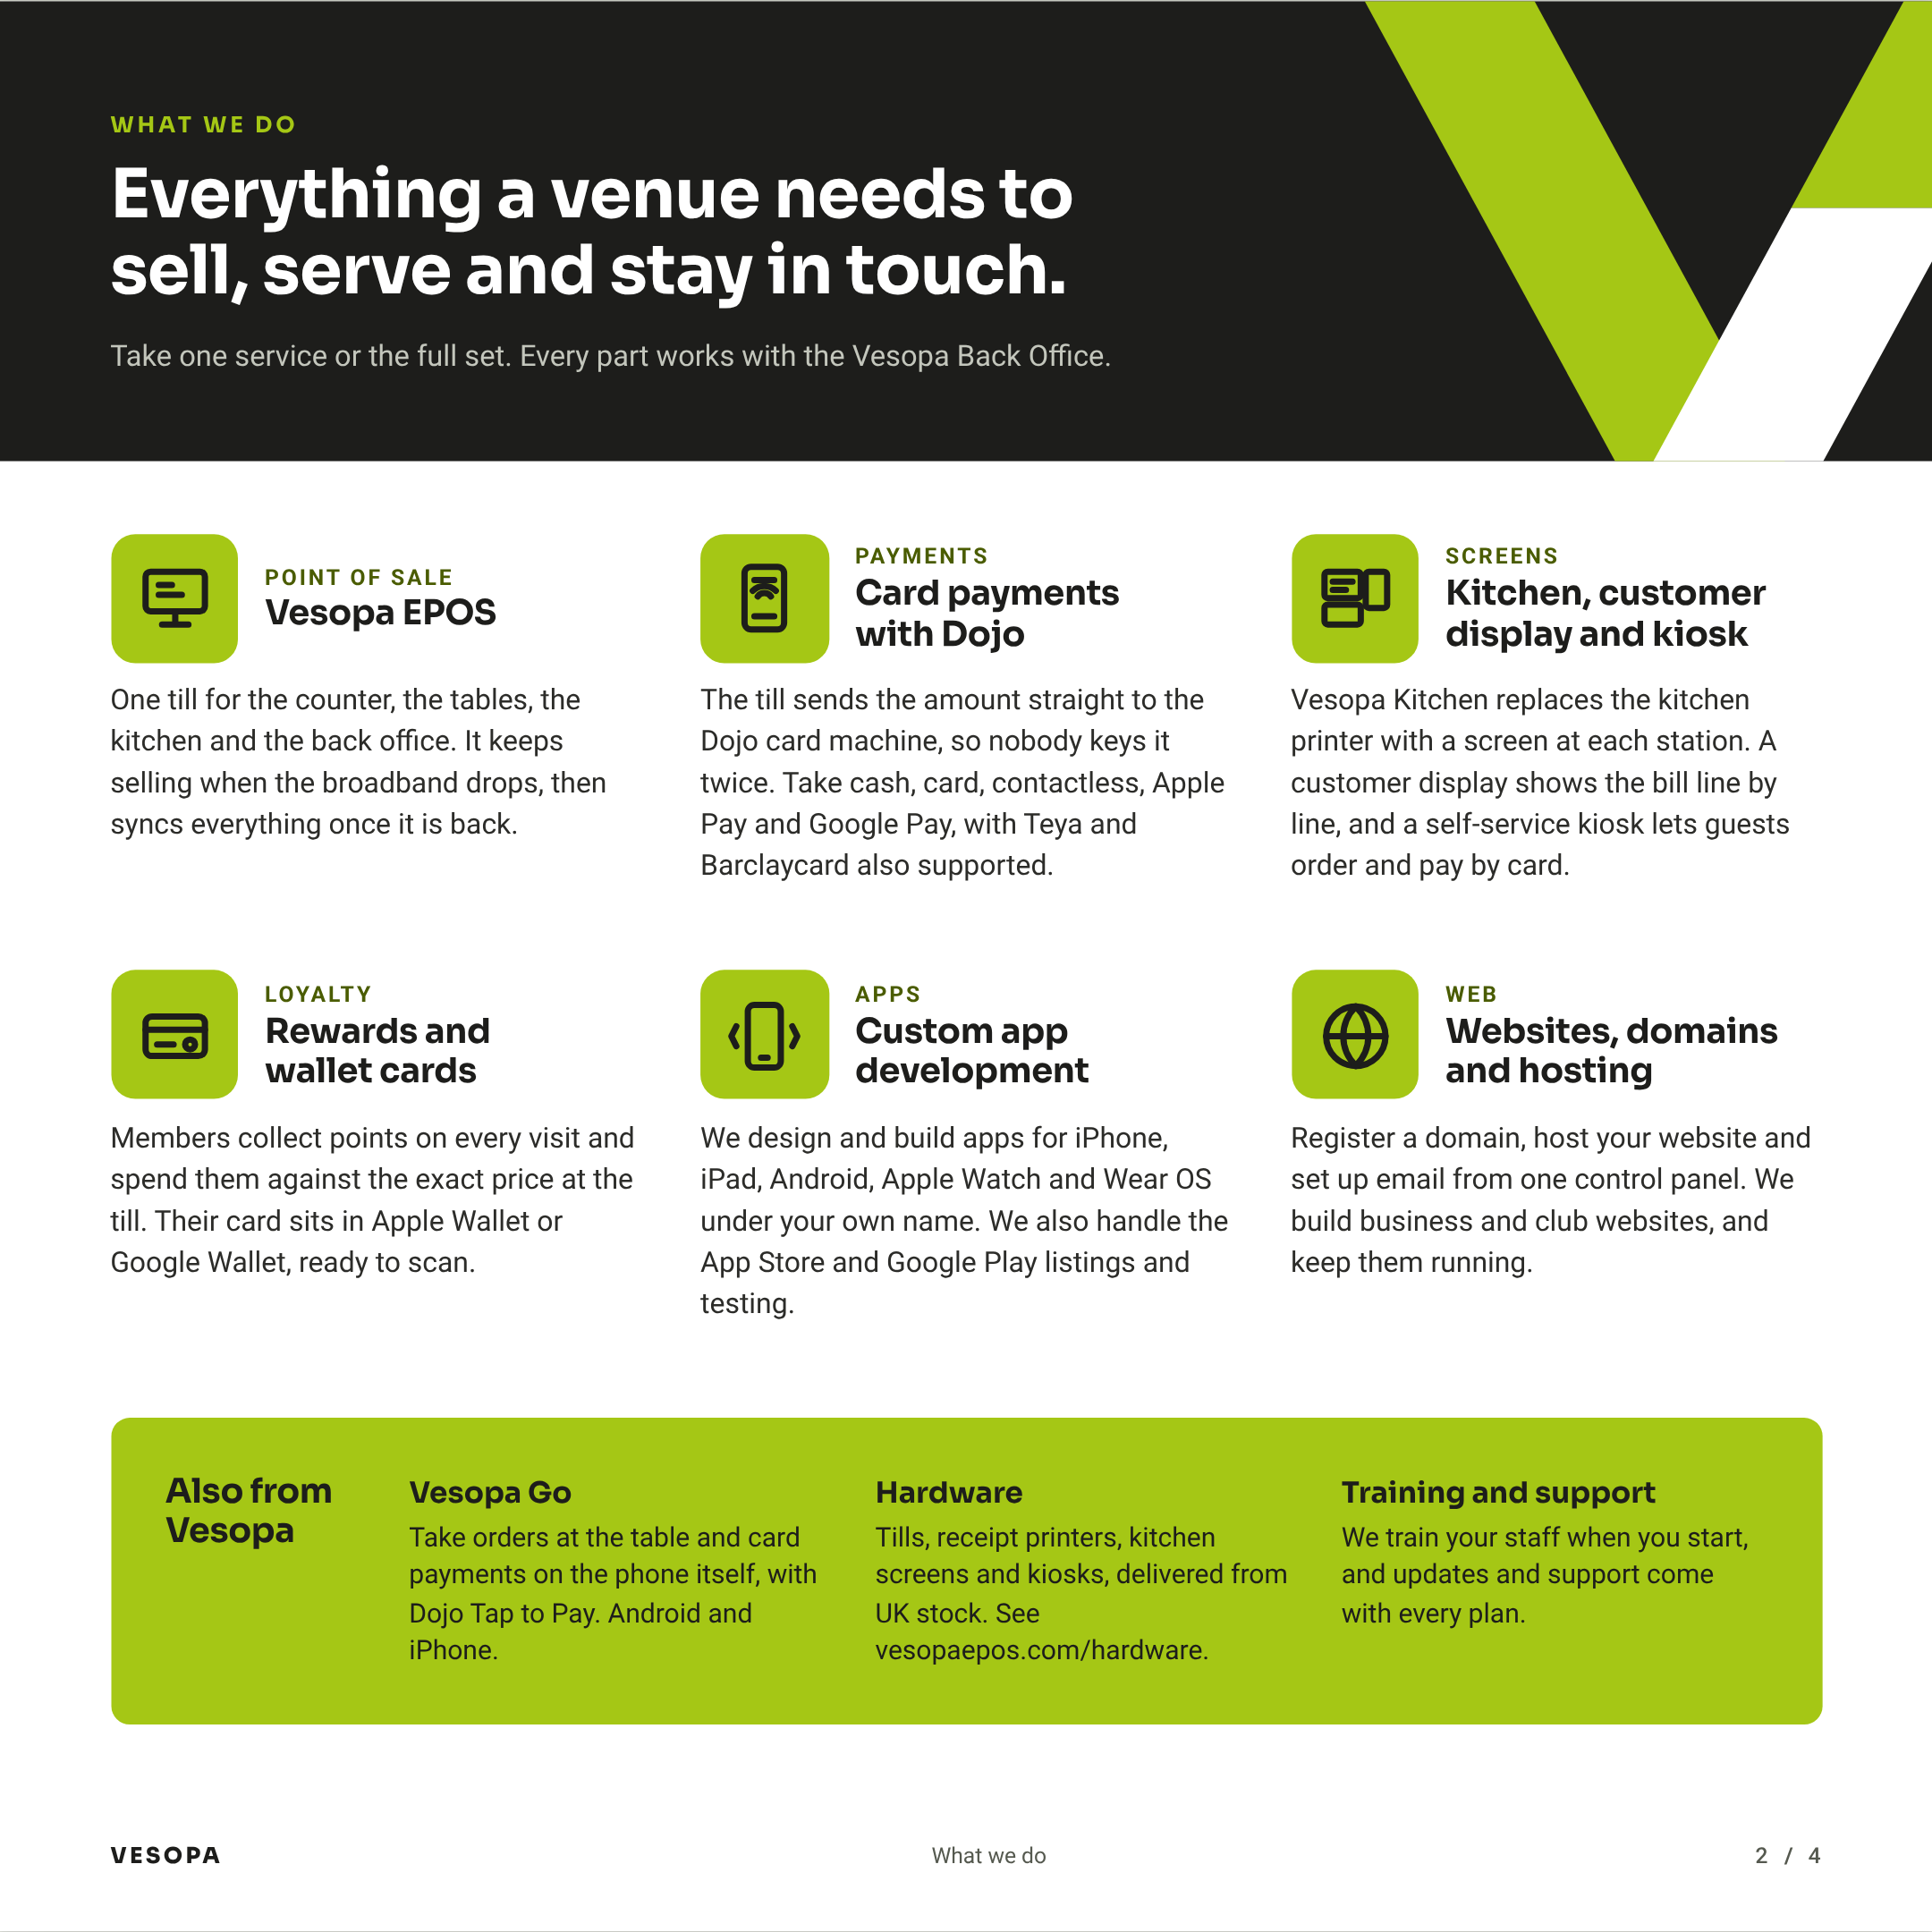 WHAT WE DO
Everything a venue needs to
sell, serve and stay in touch.
Take one service or the full set. Every part works with the Vesopa Back Office.
POINT OF SALE
Vesopa EPOS
One till for the counter, the tables, the
kitchen and the back office. It keeps
selling when the broadband drops, then
syncs everything once it is back.
PAYMENTS
Card payments
with Dojo
The till sends the amount straight to the
Dojo card machine, so nobody keys it
twice. Take cash, card, contactless, Apple
Pay and Google Pay, with Teya and
Barclaycard also supported.
SCREENS
Kitchen, customer
display and kiosk
Vesopa Kitchen replaces the kitchen
printer with a screen at each station. A
customer display shows the bill line by
line, and a self-service kiosk lets guests
order and pay by card.
LOYALTY
Rewards and
wallet cards
Members collect points on every visit and
spend them against the exact price at the
till. Their card sits in Apple Wallet or
Google Wallet, ready to scan.
APPS
Custom app
development
We design and build apps for iPhone,
iPad, Android, Apple Watch and Wear OS
under your own name. We also handle the
App Store and Google Play listings and
testing.
WEB
Websites, domains
and hosting
Register a domain, host your website and
set up email from one control panel. We
build business and club websites, and
keep them running.
Also from
Vesopa
Vesopa Go
Take orders at the table and card
payments on the phone itself, with
Dojo Tap to Pay. Android and
iPhone.
Hardware
Tills, receipt printers, kitchen
screens and kiosks, delivered from
UK stock. See
vesopaepos.com/hardware.
Training and support
We train your staff when you start,
and updates and support come
with every plan.
VESOPA
What we do
2 / 4